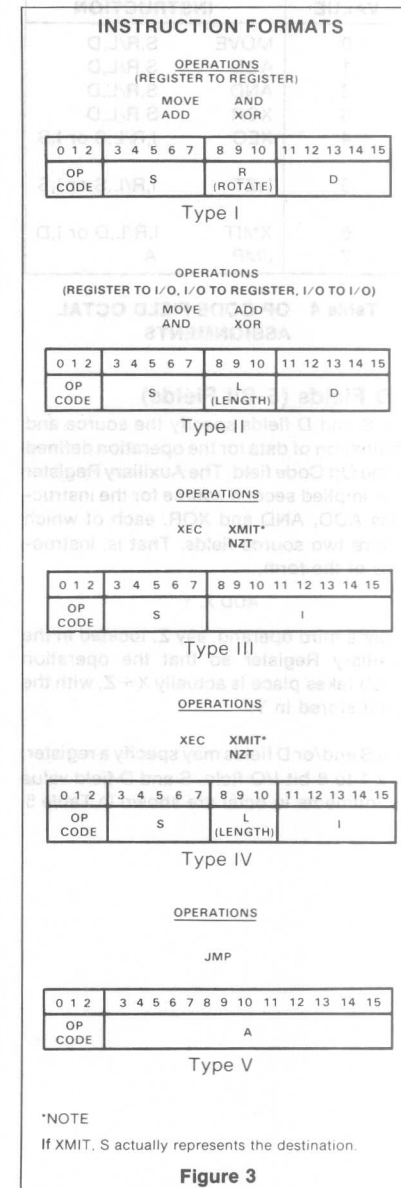 INSTRUCTION FORMATS
OPERATIONS
(REGISTER TO REGISTER)
MOVE AND
ADD XOR
0 1 2 3 4 5 6 7 8 9 10 11 12 13 14 15
OP CODE S R (ROTATE) D
Type I
OPERATIONS
(REGISTER TO I/O, I/O TO REGISTER, I/O TO I/O)
MOVE ADD
AND XOR
0 1 2 3 4 5 6 7 8 9 10 11 12 13 14 15
OP CODE S L (LENGTH) D
Type II
OPERATIONS
XEC XMIT*
NZT
0 1 2 3 4 5 6 7 8 9 10 11 12 13 14 15
OP CODE S I
Type III
OPERATIONS
XEC XMIT*
NZT
0 1 2 3 4 5 6 7 8 9 10 11 12 13 14 15
OP CODE S L (LENGTH) I
Type IV
OPERATIONS
JMP
0 1 2 3 4 5 6 7 8 9 10 11 12 13 14 15
OP CODE A
Type V
*NOTE
If XMIT, S actually represents the destination.
Figure 3